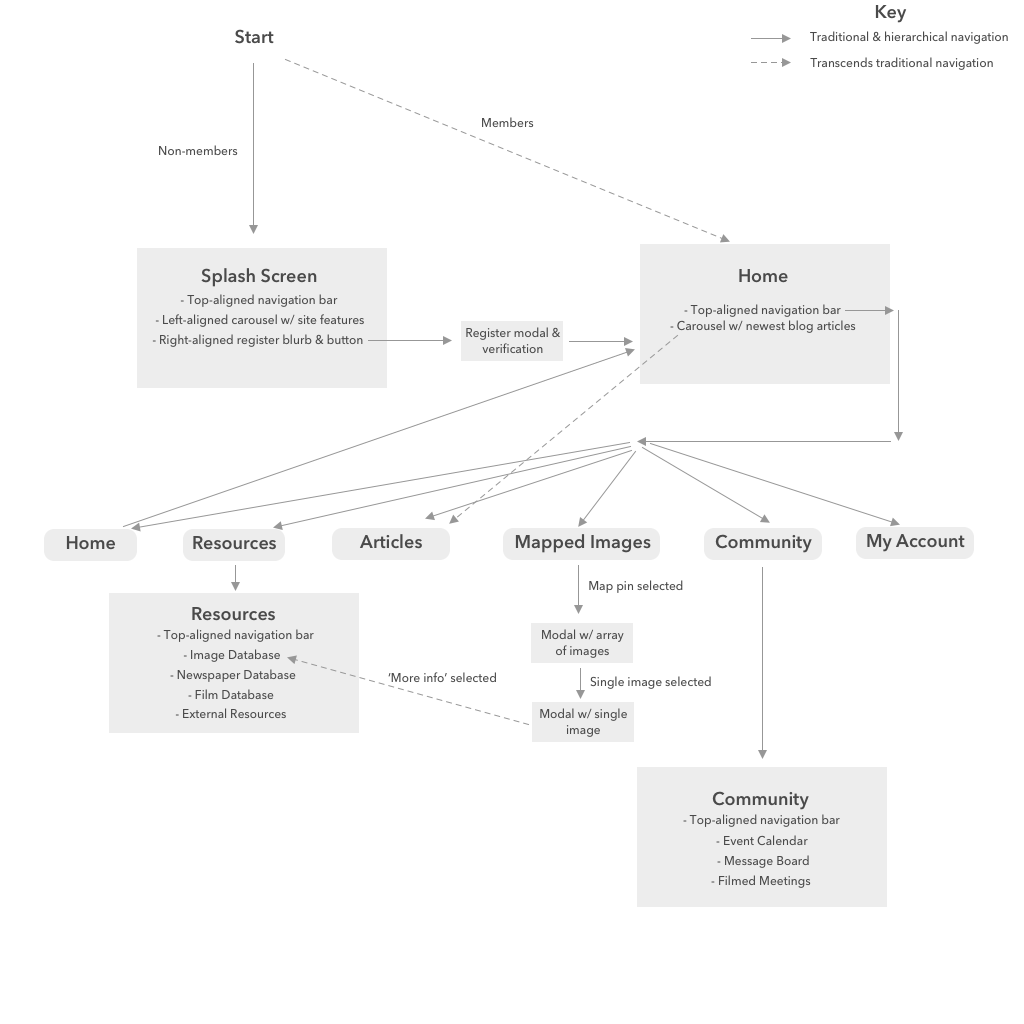 Key
Traditional & hierarchical navigation
Transcends traditional navigation
Start
Members
Non-members
Splash Screen
- Top-aligned navigation bar
- Left-aligned carousel w/ site features
- Right-aligned register blurb & button
Register modal &
verification
Home
- Top-aligned navigation bar
- Carousel w/ newest blog articles
Home
Resources
Articles
Mapped Images
Community
My Account
Resources
- Top-aligned navigation bar
- Image Database
- Newspaper Database
- Film Database
- External Resources
'More info' selected
Map pin selected
Modal w/ array
of images
Single image selected
Modal w/ single
image
Community
- Top-aligned navigation bar
- Event Calendar
- Message Board
- Filmed Meetings